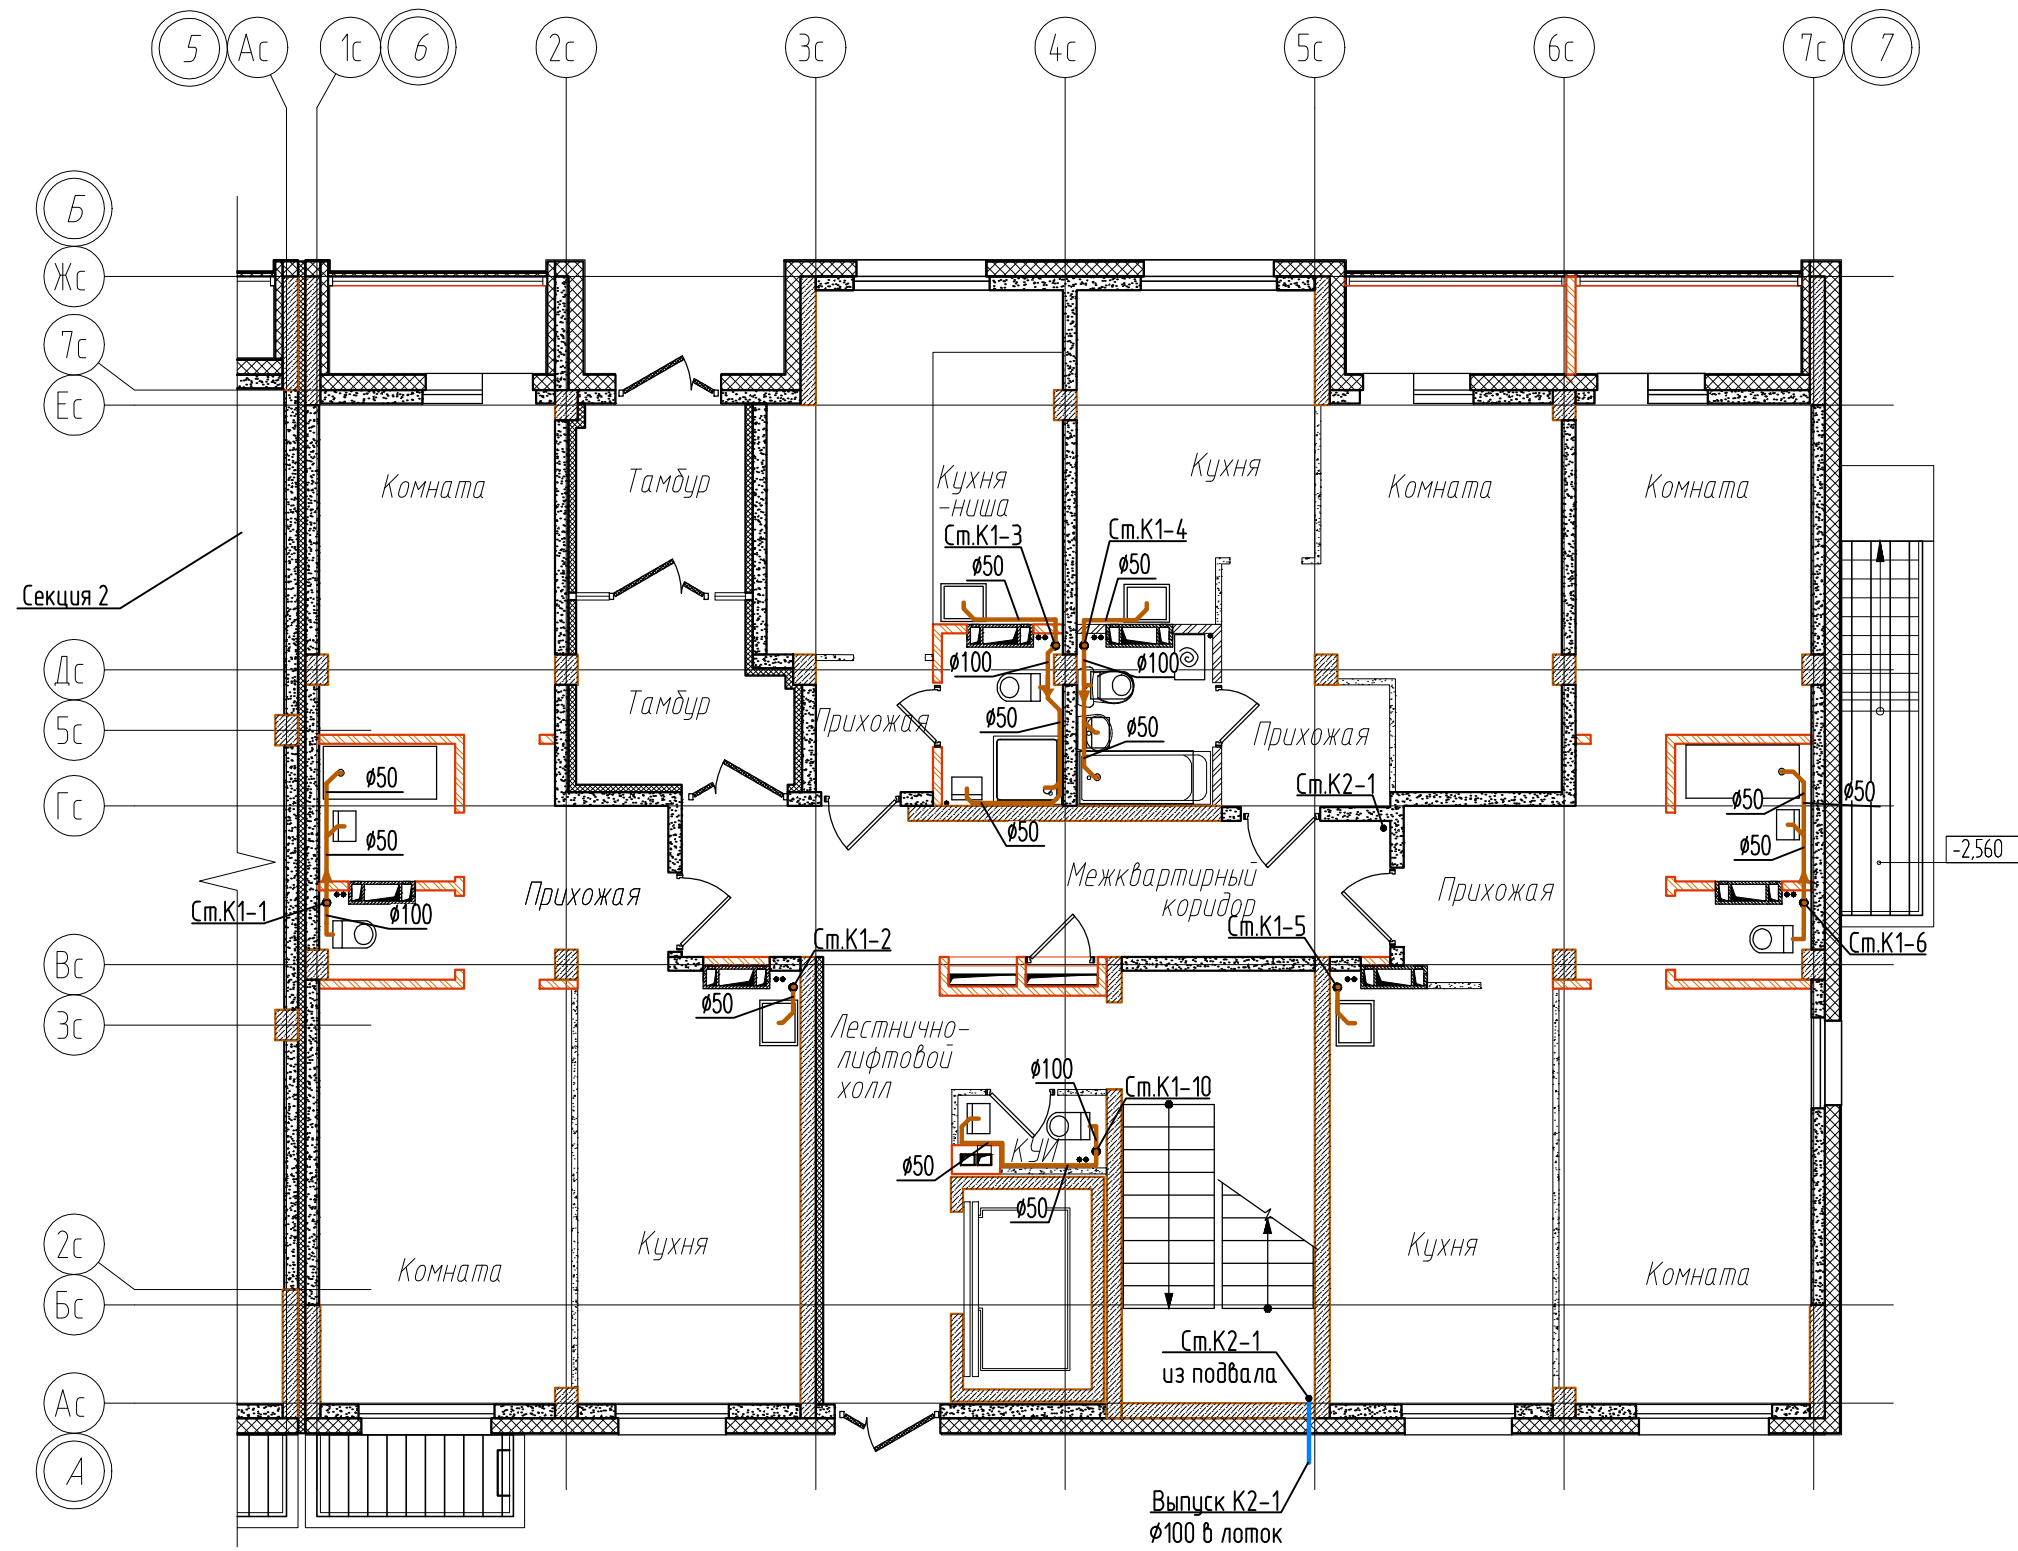 5
Ас
1с
6
2с
3с
4с
5с
6с
7с
7
Б
Жс
7с
Ес
Дс
5с
Гс
Вс
3с
2с
Бс
Ас
А
Секция 2
Комната
Тамбур
Кухня
-ниша
Кухня
Комната
Комната
Ст.К1-3
Ст.К1-4
ø50
ø50
ø100
ø100
Тамбур
Прихожая
ø50
ø50
Прихожая
ø50
Ст.К2-1
ø50
ø50
ø50
ø50
ø50
-2,560
Межквартирный
коридор
Прихожая
Прихожая
Ст.К1-1
ø100
Ст.К1-2
Ст.К1-5
Ст.К1-6
ø50
Лестнично-
лифтовой
холл
ø100
Ст.К1-10
КУИ
ø50
ø50
Кухня
Комната
Кухня
Комната
Ст.К2-1
из подвала
Выпуск К2-1
ø100 в лоток